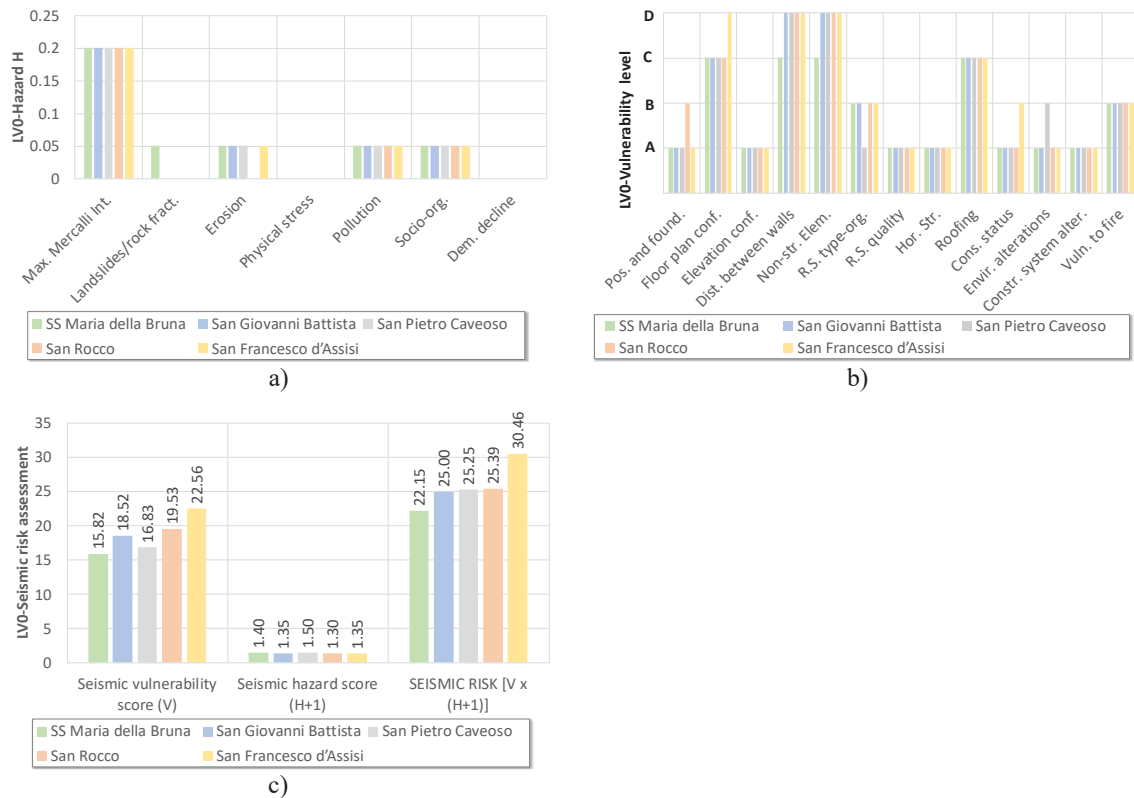 LV0-Hazard H
0.25
0.2
0.15
0.1
0.05
0
Max. Mercalli Int.
Landslides/rock fract.
Erosion
Physical stress
Pollution
Socio-org.
Dem. decline
SS Maria della Bruna
San Giovanni Battista
San Pietro Caveoso
San Rocco
San Francesco d’Assisi
a)
LV0-Vulnerability level
D
C
B
A
Pos. and found.
Floor plan conf.
Elevation conf.
Dist. between walls
Non-str. Elem.
R.S. type-org.
R.S. quality
Hor. Str.
Roofing
Cons. status
Envir. alterations
Constr. system alter.
Vuln. to fire
SS Maria della Bruna
San Giovanni Battista
San Pietro Caveoso
San Rocco
San Francesco d’Assisi
b)
LV0-Seismic risk assessment
35
30
25
20
15
10
5
0
15.82
18.52
16.83
19.53
22.56
1.40
1.35
1.50
1.30
1.35
22.15
25.00
25.25
25.39
30.46
Seismic vulnerability
score (V)
Seismic hazard score
(H+1)
SEISMIC RISK [V x
(H+1)]
SS Maria della Bruna
San Giovanni Battista
San Pietro Caveoso
San Rocco
San Francesco d’Assisi
c)